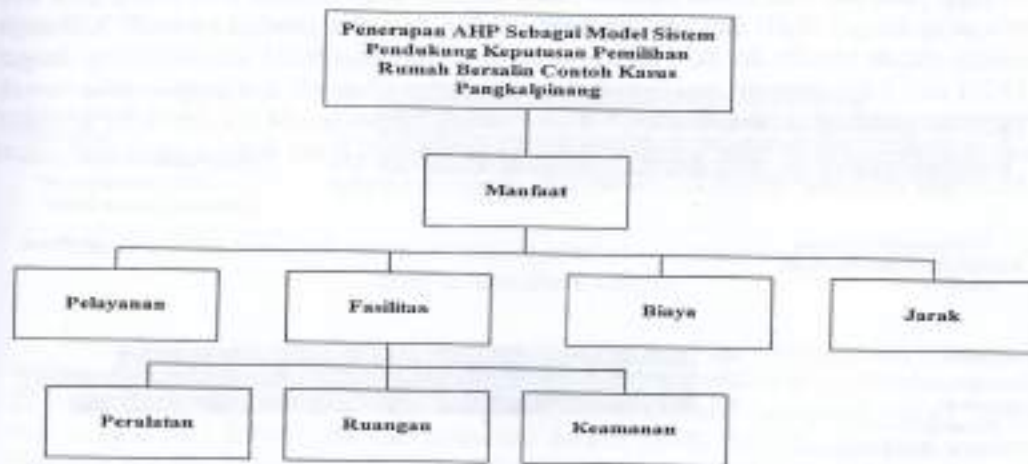 Penerapan AHP Sebagai Model Sistem
Pendukung Keputusan Pemilihan
Rumah Bersalin Contoh Kasus
Pangkalpinang
Manfaat
Pelayanan
Fasilitas
Biaya
Jarak
Peralatan
Ruangan
Keamanan